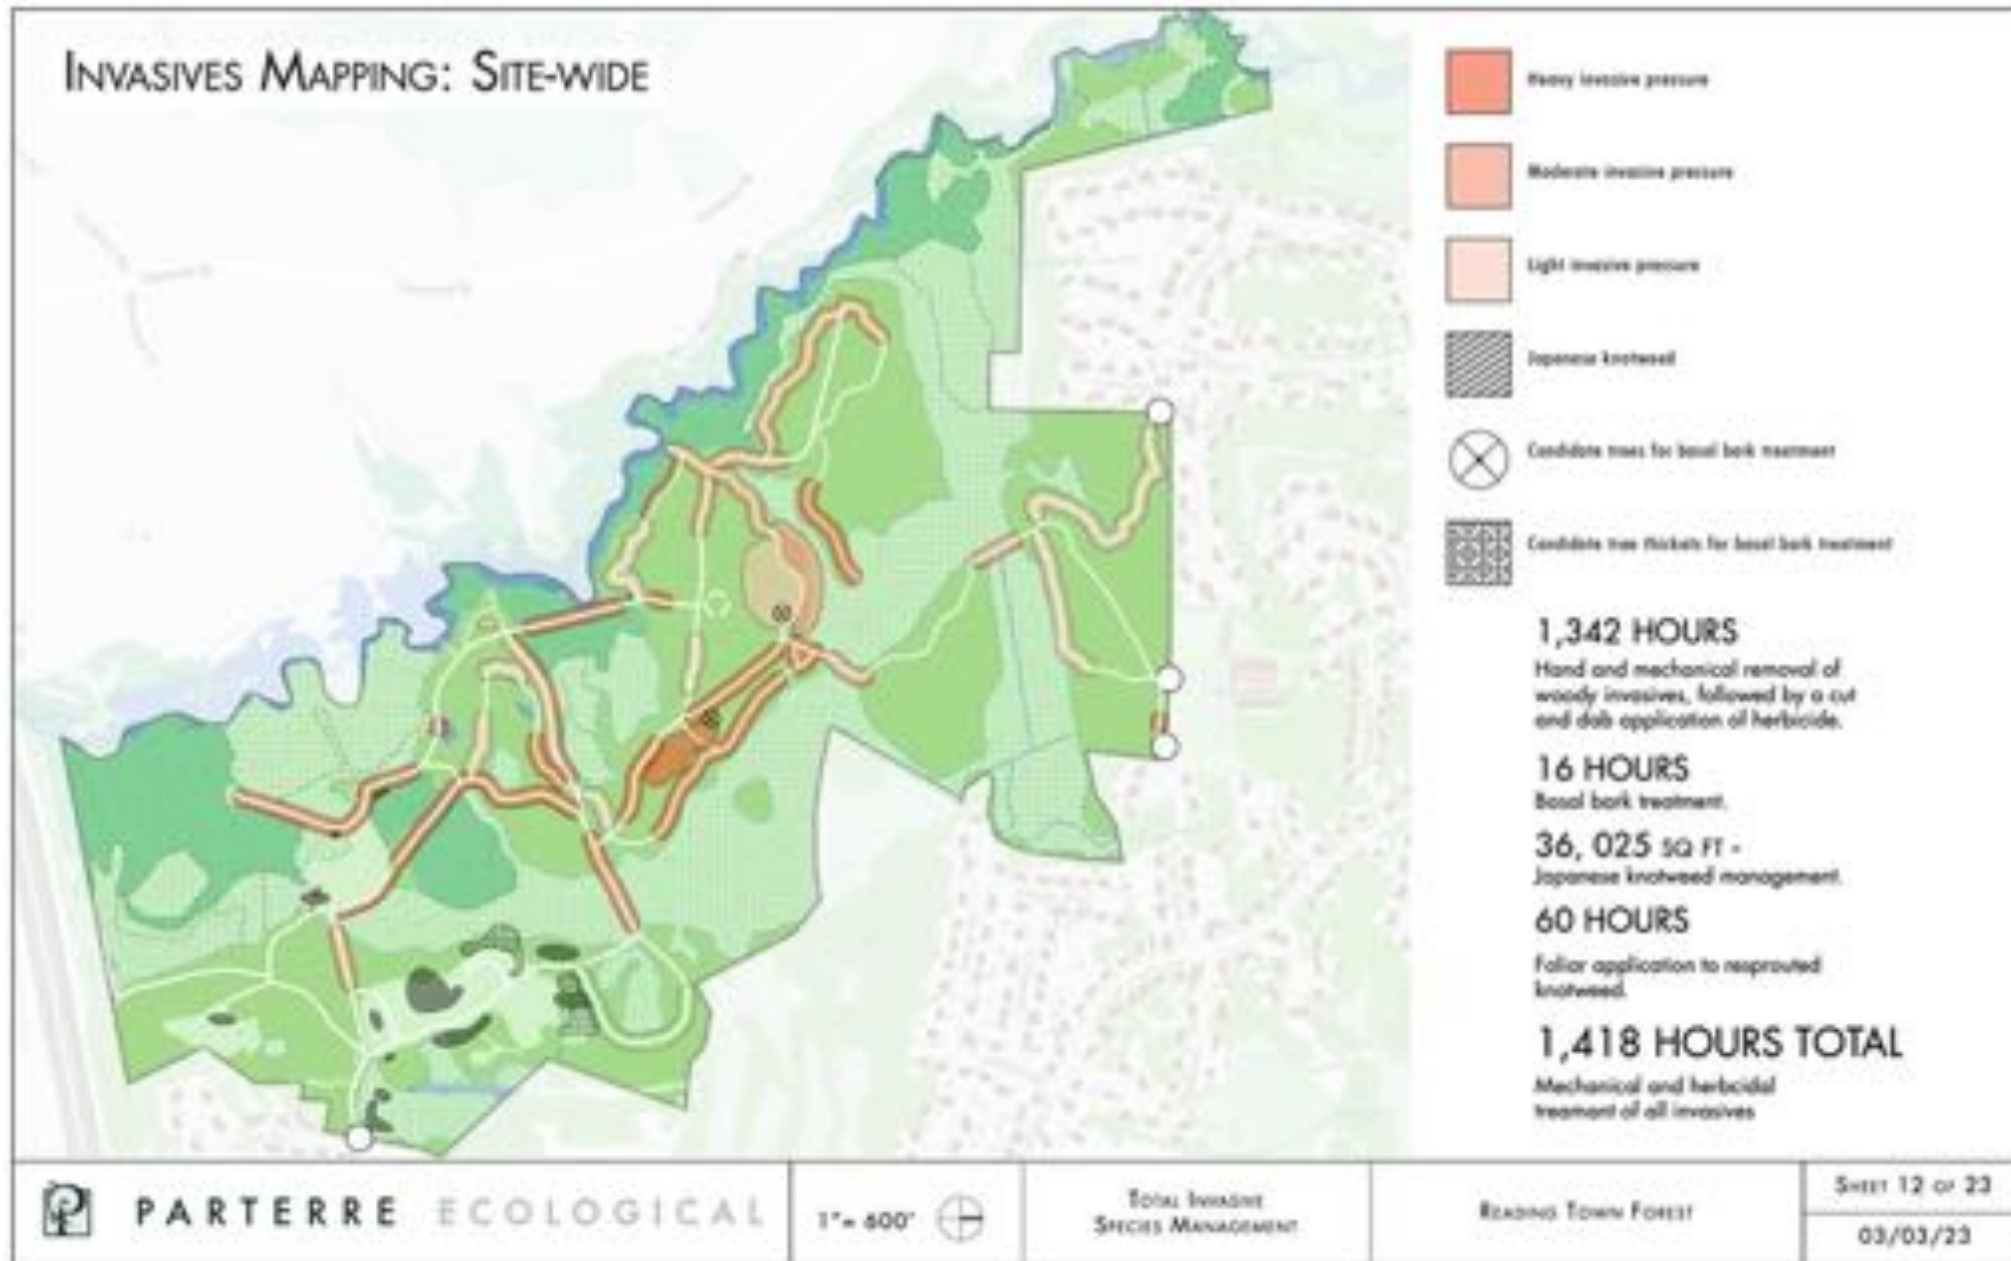 INVASIVES MAPPING: SITE-WIDE
Heavy invasive pressure
Moderate invasive pressure
Light invasive pressure
Japanese knotweed
Candidate trees for basal bark treatment
Candidate tree thickets for basal bark treatment
1,342 HOURS
Hand and mechanical removal of
woody invasives, followed by a cut
and dab application of herbicide.
16 HOURS
Basal bark treatment.
36, 025 SQ FT -
Japanese knotweed management.
60 HOURS
Foliar application to resprouted
knotweed.
1,418 HOURS TOTAL
Mechanical and herbcidal
treamant of all invasives
PARTERRE ECOLOGICAL
1"= 600'
TOTAL INVASIVE
SPECIES MANAGEMENT
READING TOWN FOREST
SHEET 12 OF 23
03/03/23